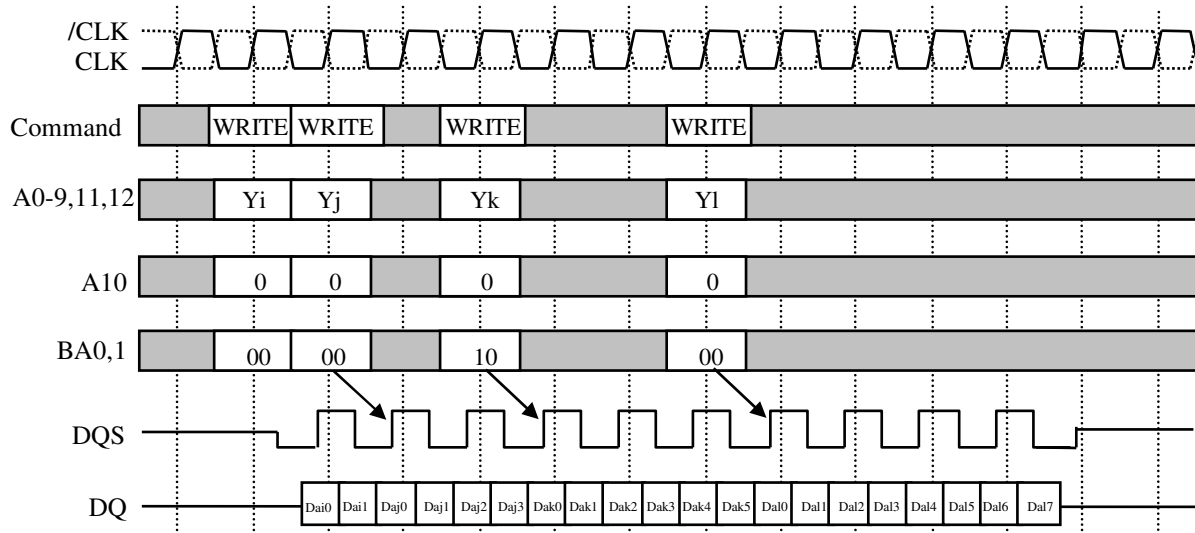 /CLK
CLK
Command WRITE WRITE WRITE WRITE
A0-9,11,12 Yi Yj Yk Yl
A10 0 0 0 0
BA0,1 00 00 10 00
DQS
DQ Dai0 Dai1 Daj0 Daj1 Daj2 Daj3 Dak0 Dak1 Dak2 Dak3 Dak4 Dak5 Dal0 Dal1 Dal2 Dal3 Dal4 Dal5 Dal6 Dal7